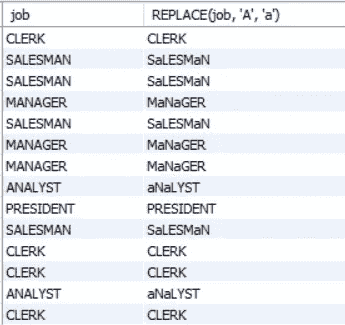 job REPLACE(job, 'A', 'a')
CLERK CLERK
SALESMAN SaLESMaN
SALESMAN SaLESMaN
MANAGER MaNaGER
SALESMAN SaLESMaN
MANAGER MaNaGER
MANAGER MaNaGER
ANALYST aNaLYST
PRESIDENT PRESIDENT
SALESMAN SaLESMaN
CLERK CLERK
CLERK CLERK
ANALYST aNaLYST
CLERK CLERK